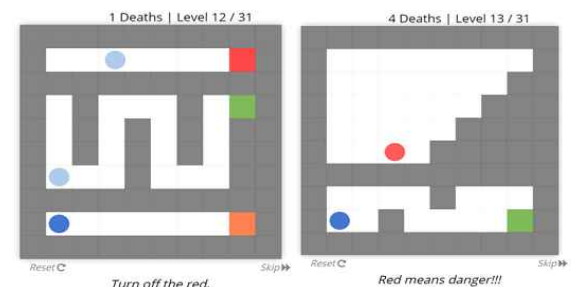 1 Deaths | Level 12 / 31
Reset
Skip
Turn off the red.
4 Deaths | Level 13 / 31
Reset
Skip
Red means danger!!!